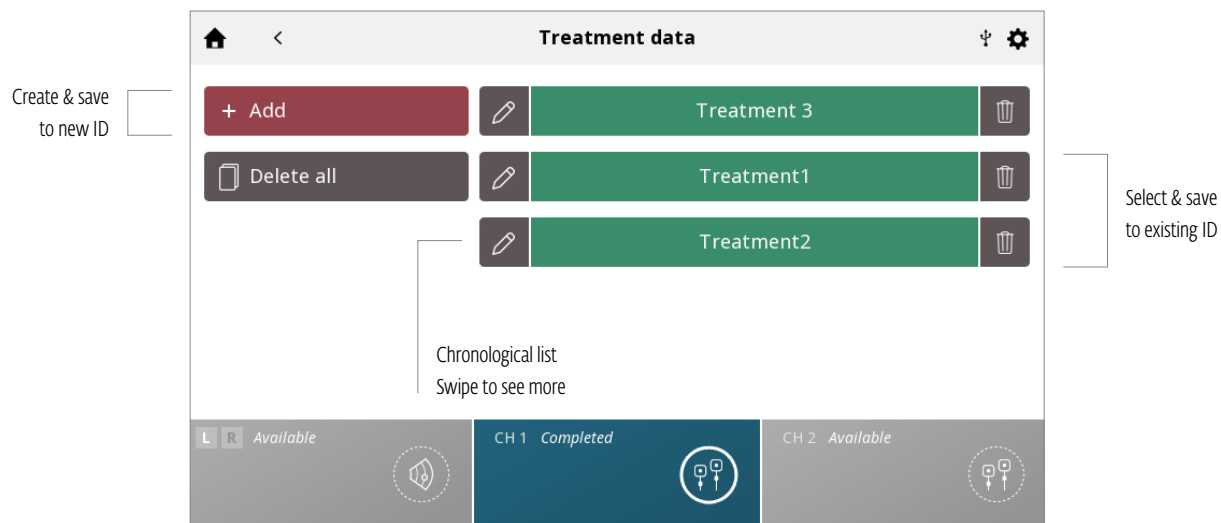 Treatment data
Create & save
to new ID
+ Add
Treatment 3
Delete all
Treatment1
Select & save
to existing ID
Treatment2
Chronological list
Swipe to see more
L R Available
CH 1 Completed
CH 2 Available